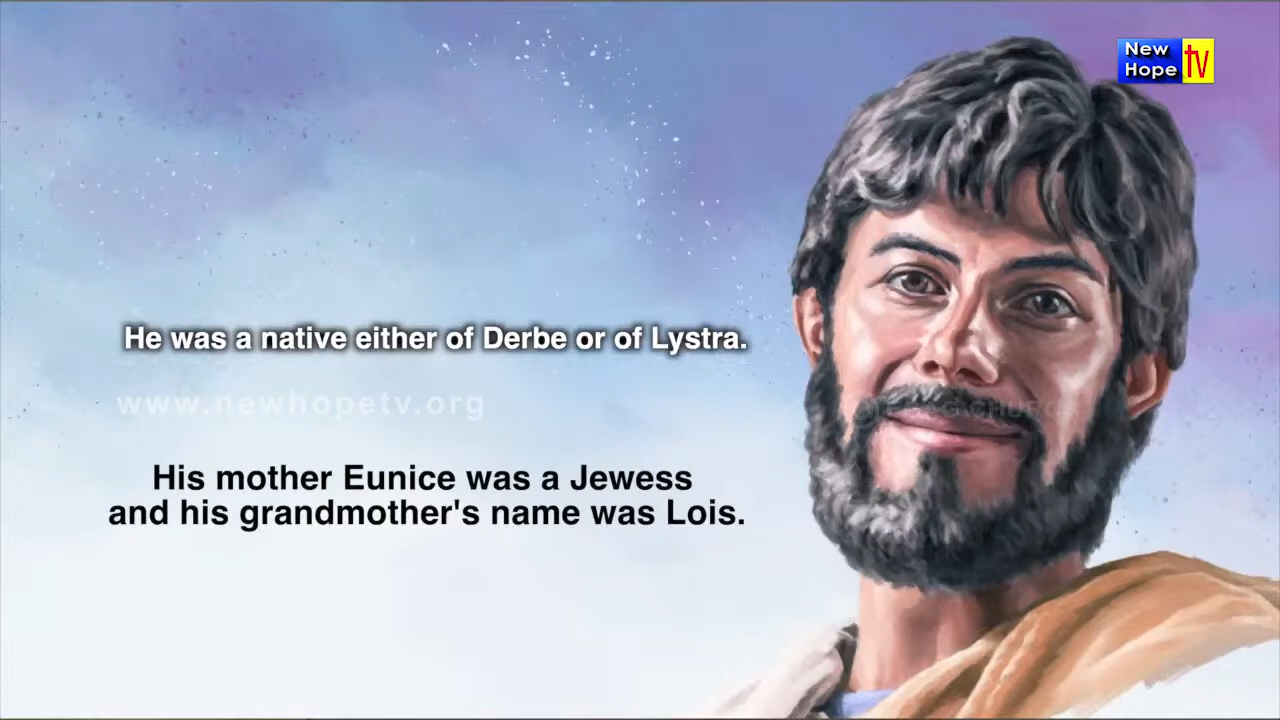 New
Hope
TV
He was a native either of Derbe or of Lystra.
www.newhopetv.org
His mother Eunice was a Jewess
and his grandmother's name was Lois.